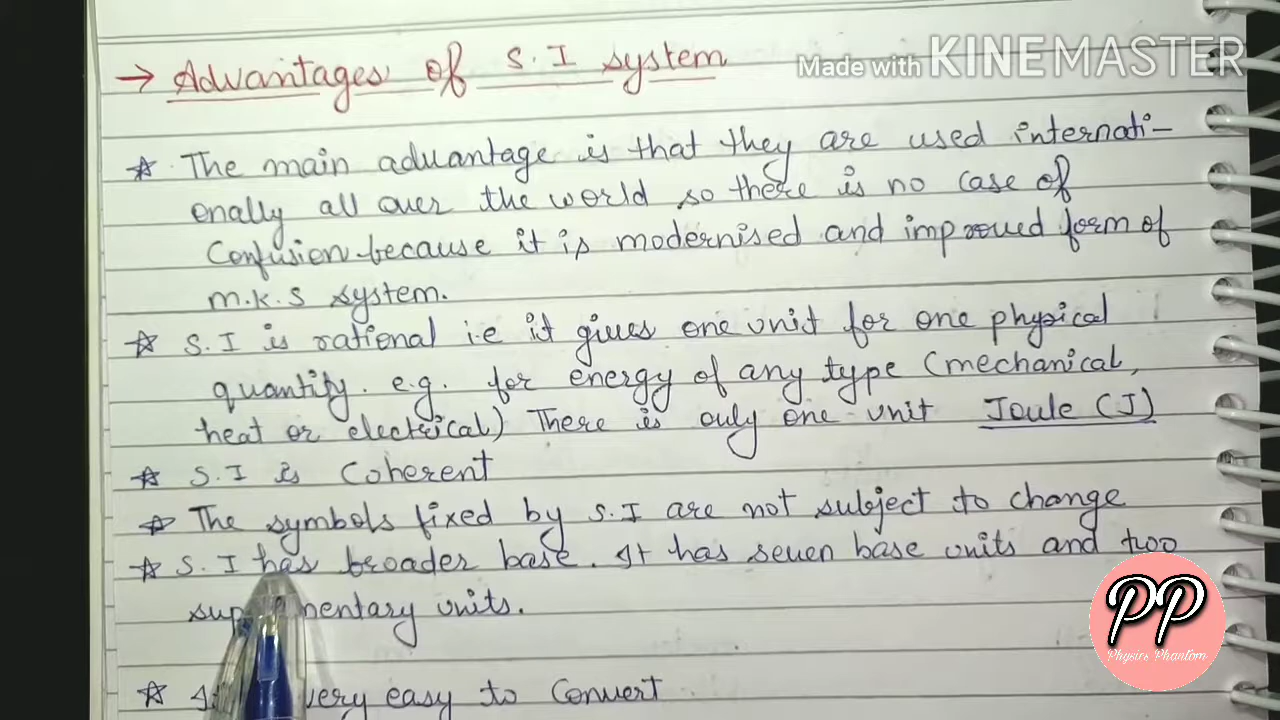 → Advantages of S.I system
Made with KINEMASTER
☆ The main advantage is that they are used internati-
onally all over the world so there is no case of
Confusion because it is modernised and improved form of
M.K.S system.
☆ S.I is rational i.e it gives one unit for one physical
quantity. e.g. for energy of any type (mechanical,
heat or electrical) There is only one unit Joule (J)
☆ S.I is Coherent
☆ The symbols fixed by S.I are not subject to change
☆ S.I has broader base. It has seven base units and two
mentary units.
☆ very easy to Convert
PP
Physics Phantom